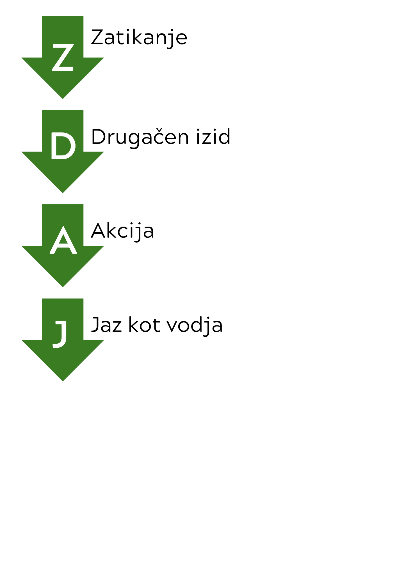 Z Zatikanje
D Drugačen izid
A Akcija
J Jaz kot vodja